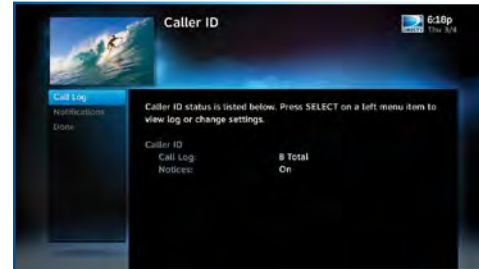 Caller ID
6:18p
Thu 3/4
Call Log
Notifications
Done
Caller ID status is listed below. Press SELECT on a left menu item to
view log or change settings.
Caller ID
Call Log: 8 Total
Notices: On